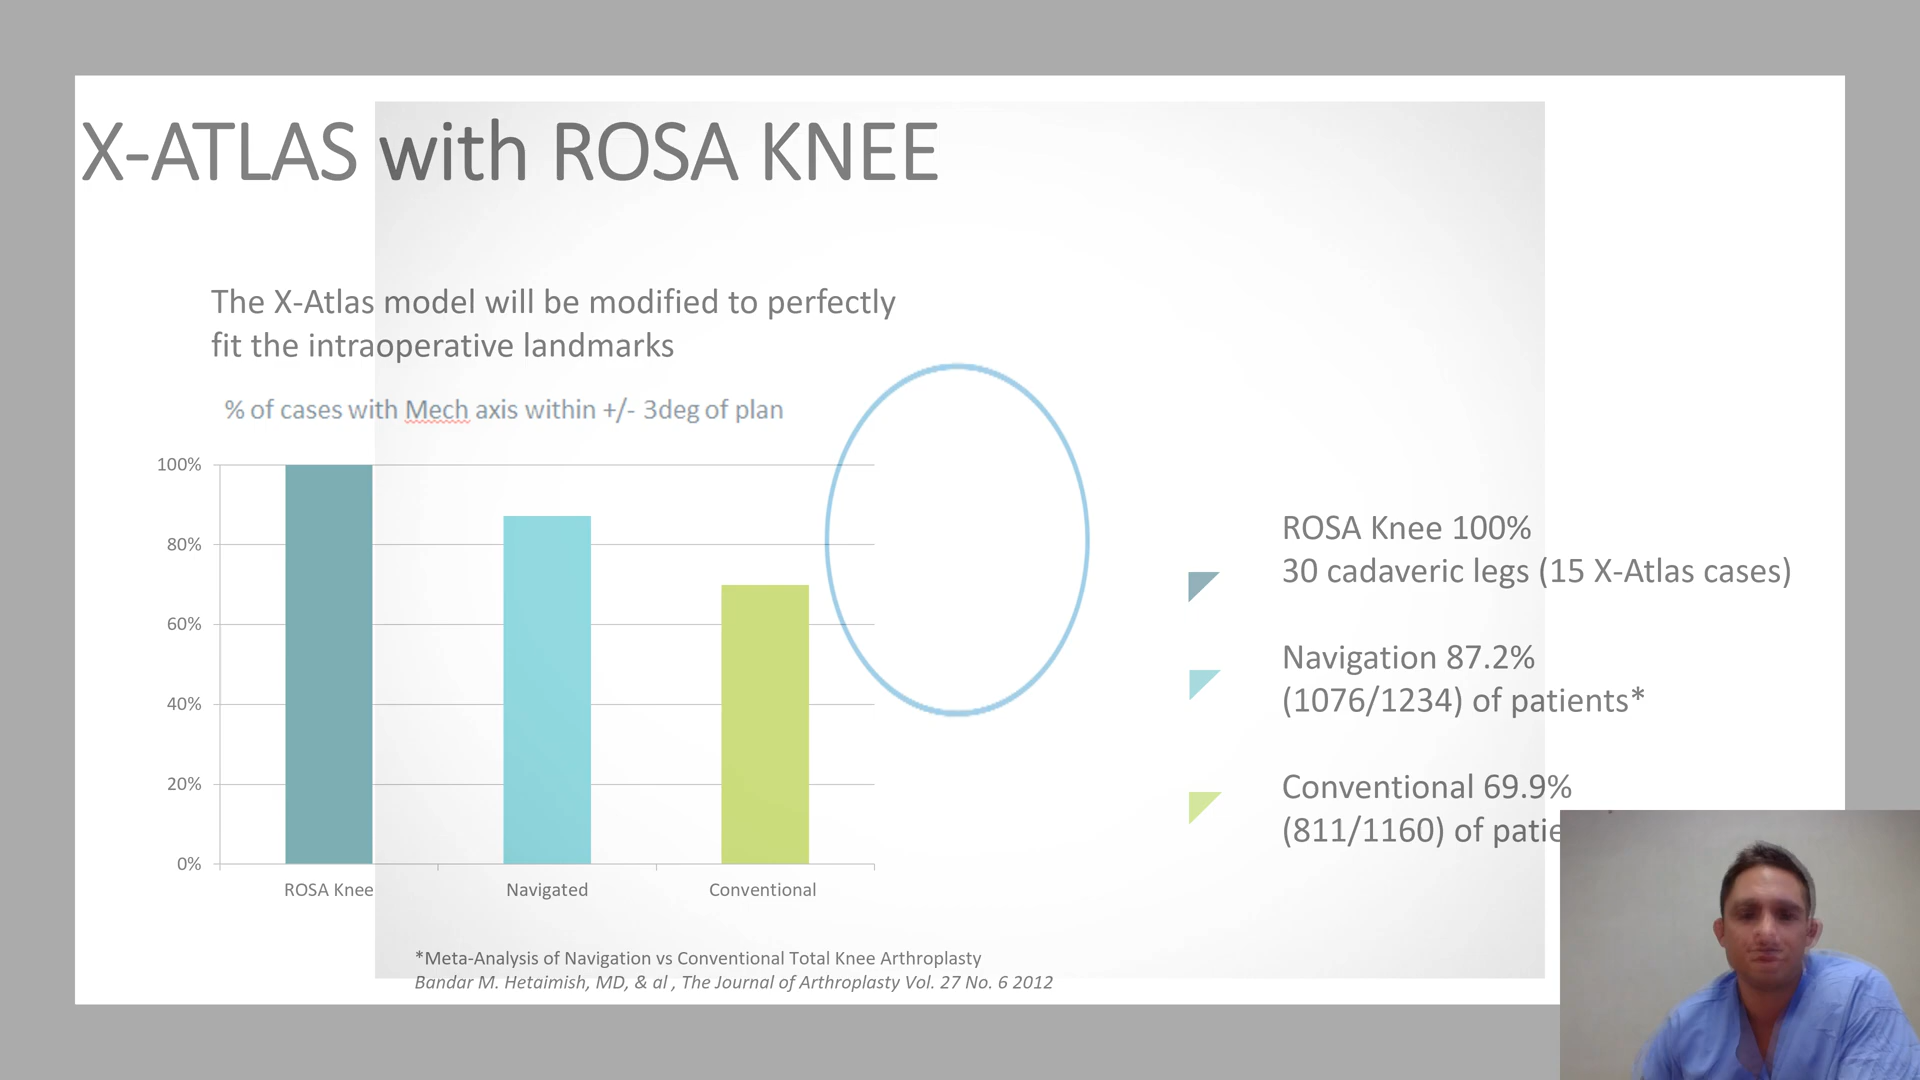 X-ATLAS with ROSA KNEE
The X-Atlas model will be modified to perfectly
fit the intraoperative landmarks
% of cases with Mech axis within +/- 3deg of plan
100%
80%
60%
40%
20%
0%
ROSA Knee
Navigated
Conventional
ROSA Knee 100%
30 cadaveric legs (15 X-Atlas cases)
Navigation 87.2%
(1076/1234) of patients*
Conventional 69.9%
(811/1160) of
*Meta-Analysis of Navigation vs Conventional Total Knee Arthroplasty
Bandar M. Hetaimish, MD, & al , The Journal of Arthroplasty Vol. 27 No. 6 2012